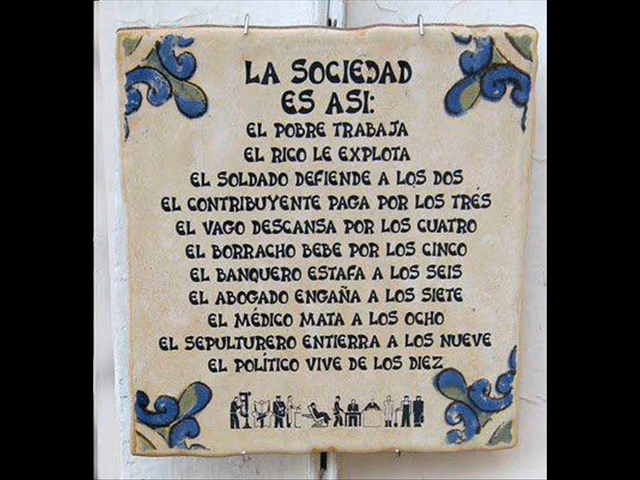 LA SOCIEDAD
ES ASI:
EL POBRE TRABAJA
EL RICO LE EXPLOTA
EL SOLDADO DEFIENDE A LOS DOS
EL CONTRIBUYENTE PAGA POR LOS TRÉS
EL VAGO DESCANSA POR LOS CUATRO
EL BORRACHO BEBE POR LOS CINCO
EL BANQUERO ESTAFA A LOS SEIS
EL ABOGADO ENGAÑA A LOS SIETE
EL MÉDICO MATA A LOS OCHO
EL SEPULTURERO ENTIERRA A LOS NUEVE
EL POLÍTICO VIVE DE LOS DIEZ